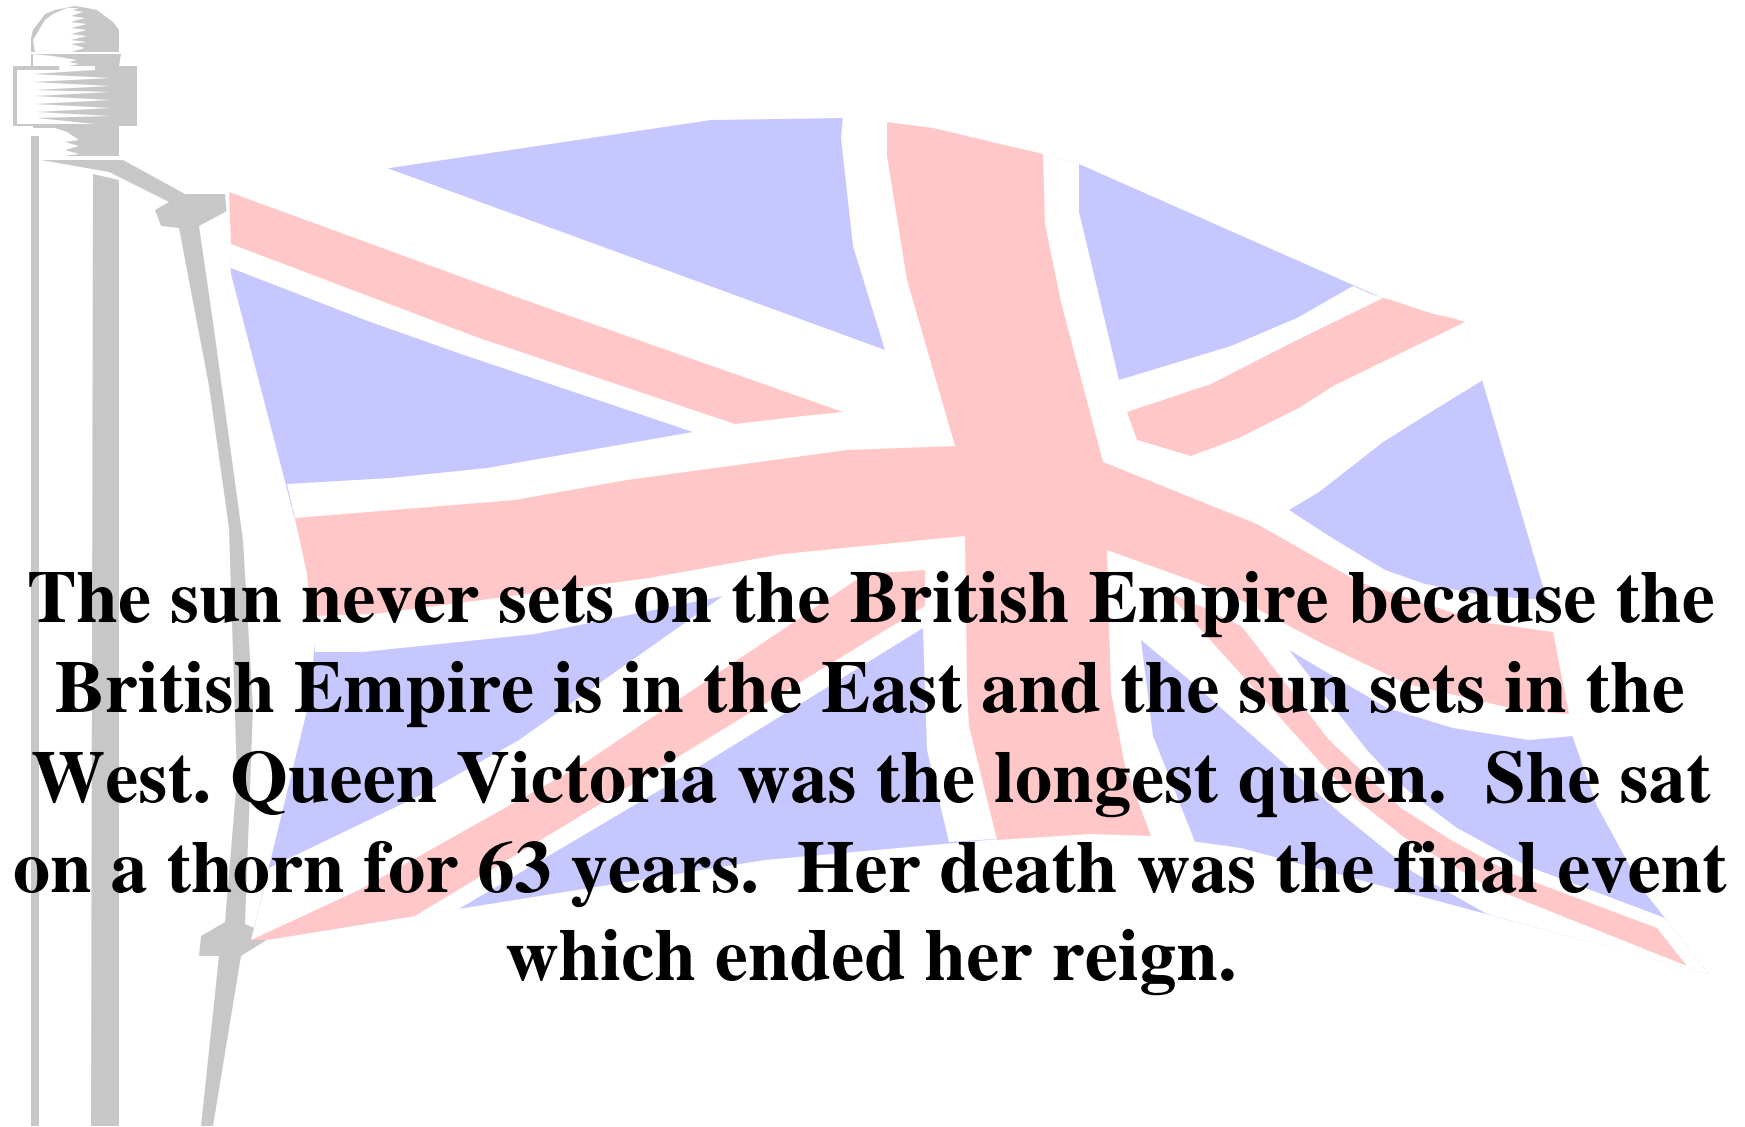 The sun never sets on the British Empire because the
British Empire is in the East and the sun sets in the
West. Queen Victoria was the longest queen.  She sat
on a thorn for 63 years.  Her death was the final event
which ended her reign.